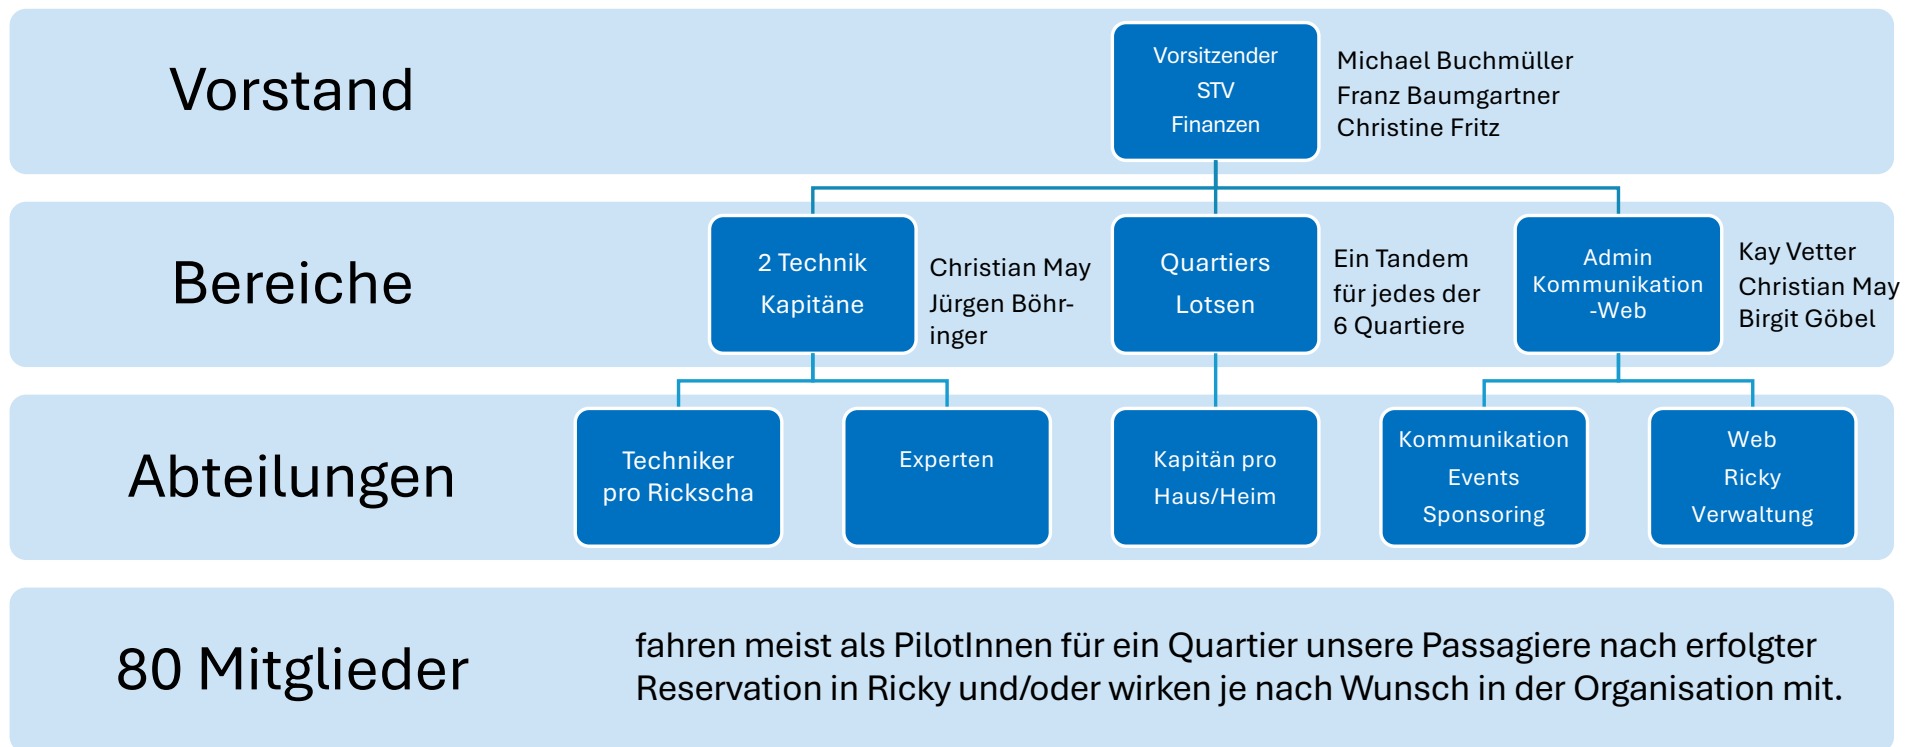 Vorstand
Vorsitzender
STV
Finanzen
Michael Buchmüller
Franz Baumgartner
Christine Fritz
Bereiche
2 Technik
Kapitäne
Christian May
Jürgen Böhr-
inger
Quartiers
Lotsen
Ein Tandem
für jedes der
6 Quartiere
Admin
Kommunikation
-Web
Kay Vetter
Christian May
Birgit Göbel
Abteilungen
Techniker
pro Rickscha
Experten
Kapitän pro
Haus/Heim
Kommunikation
Events
Sponsoring
Web
Ricky
Verwaltung
80 Mitglieder
fahren meist als PilotInnen für ein Quartier unsere Passagiere nach erfolgter
Reservation in Ricky und/oder wirken je nach Wunsch in der Organisation mit.